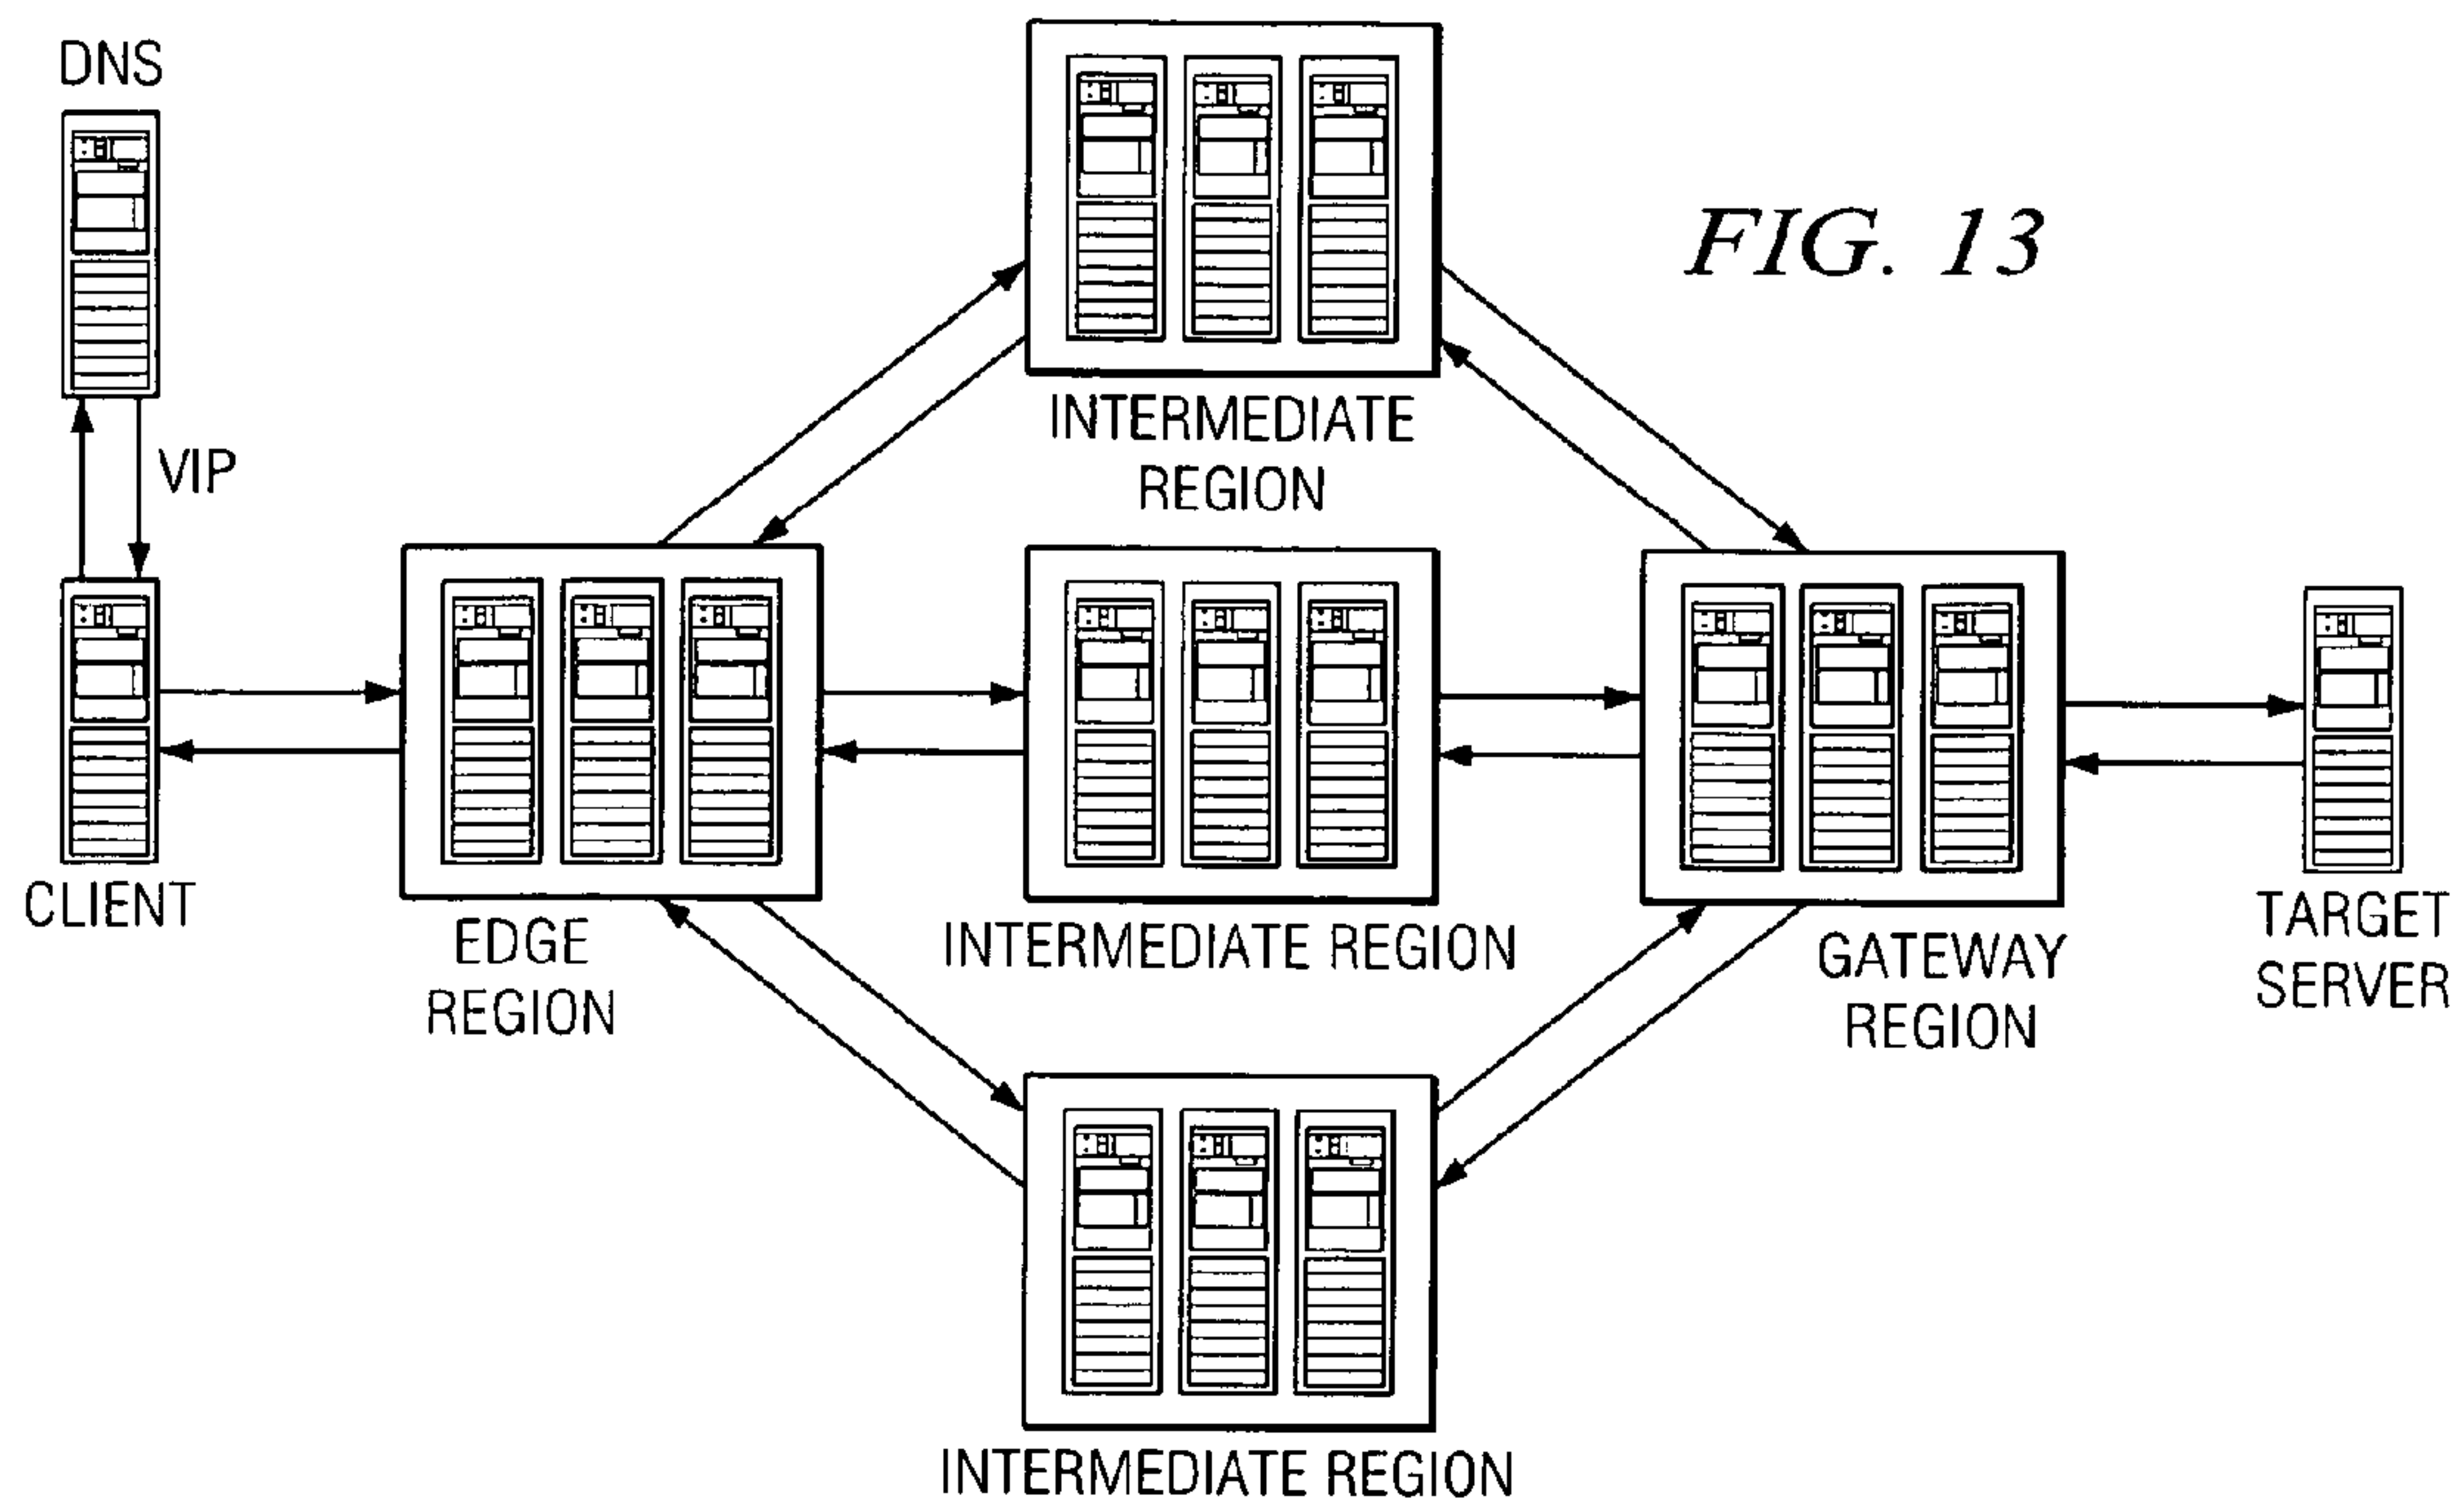 DNS
FIG. 13
INTERMEDIATE
REGION
VIP
CLIENT
EDGE
REGION
INTERMEDIATE REGION
GATEWAY
REGION
TARGET
SERVER
INTERMEDIATE REGION